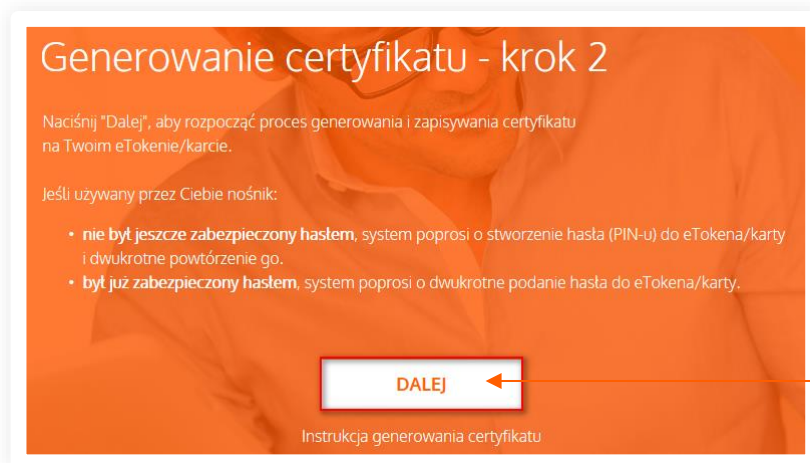 Generowanie certyfikatu - krok 2
Naciśnij "Dalej", aby rozpocząć proces generowania i zapisywania certyfikatu
na Twoim eTokenie/karcie.
Jeśli używany przez Ciebie nośnik:
• nie był jeszcze zabezpieczony hasłem, system poprosi o stworzenie hasła (PIN-u) do eTokena/karty
i dwukrotne powtórzenie go.
• był już zabezpieczony hasłem, system poprosi o dwukrotne podanie hasła do eTokena/karty.
DALEJ
Instrukcja generowania certyfikatu